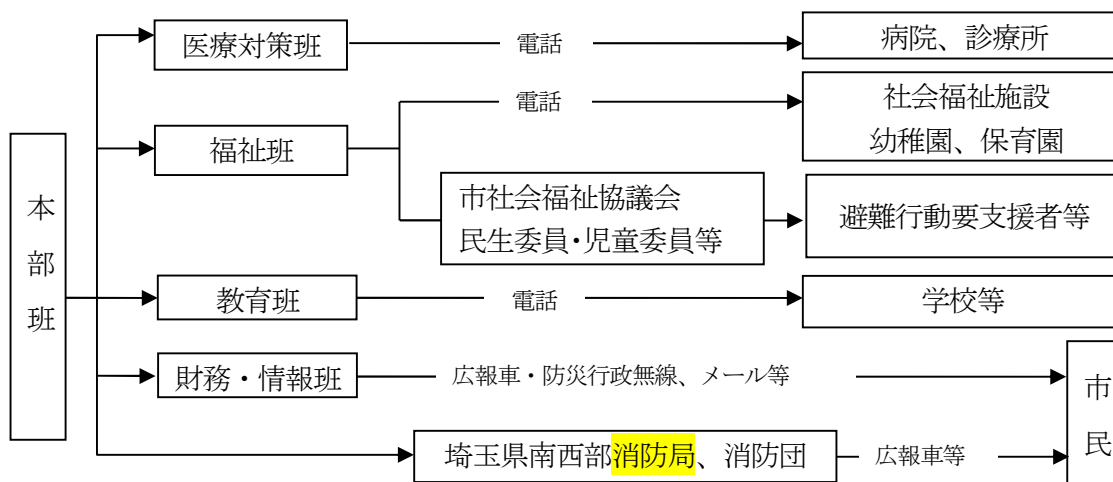 医療対策班
電話
病院、診療所
電話
社会福祉施設
幼稚園、保育園
福祉班
本部班
市社会福祉協議会
民生委員・児童委員等
避難行動要支援者等
教育班
電話
学校等
財務・情報班
広報車・防災行政無線、メール等
市民
埼玉県南西部消防局、消防団
広報車等